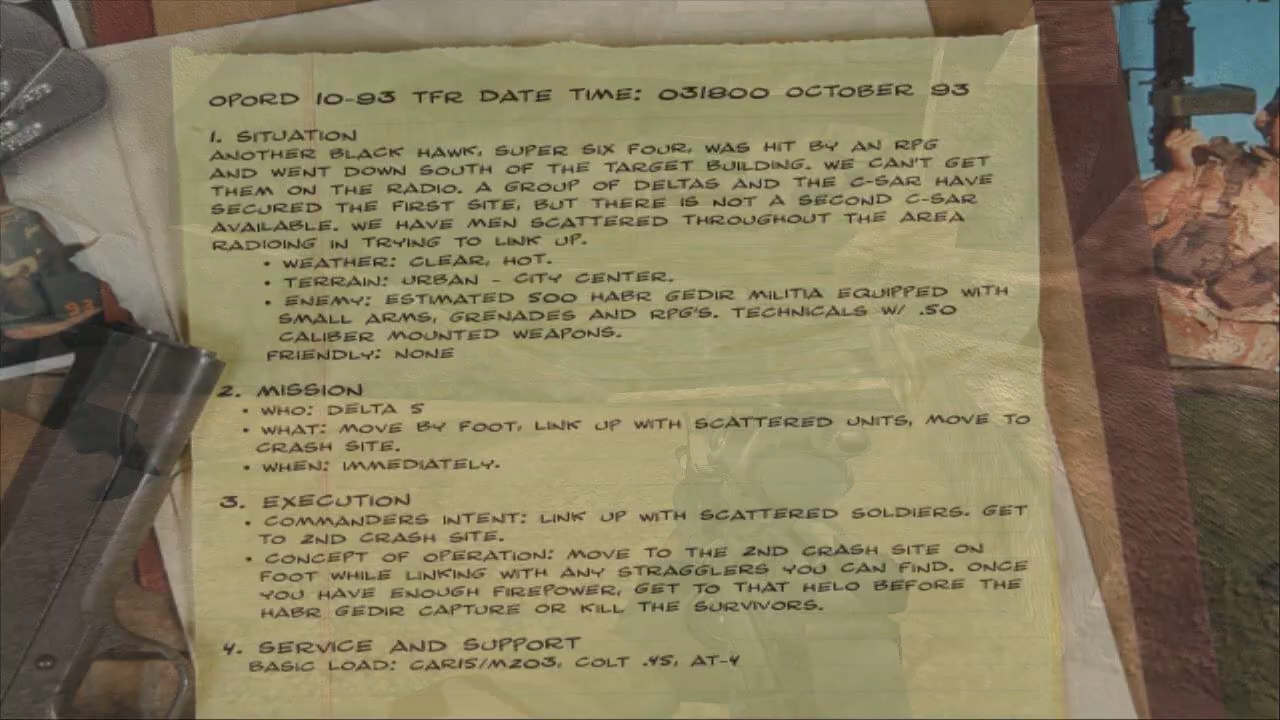 OPORD 10-93 TFR DATE TIME: 031800 OCTOBER 93
1. SITUATION
ANOTHER BLACK HAWK, SUPER SIX FOUR, WAS HIT BY AN RPG
AND WENT DOWN SOUTH OF THE TARGET BUILDING. WE CAN'T GET
THEM ON THE RADIO. A GROUP OF DELTAS AND THE C-SAR HAVE
SECURED THE FIRST SITE, BUT THERE IS NOT A SECOND C-SAR
AVAILABLE. WE HAVE MEN SCATTERED THROUGHOUT THE AREA
RADIOING IN TRYING TO LINK UP.
• WEATHER: CLEAR, HOT.
• TERRAIN: URBAN - CITY CENTER.
• ENEMY: ESTIMATED 500 HABR GEDIR MILITIA EQUIPPED WITH
SMALL ARMS, GRENADES AND RPG'S. TECHNICALS W/ .50
CALIBER MOUNTED WEAPONS.
FRIENDLY: NONE
2. MISSION
• WHO: DELTA 5
• WHAT: MOVE BY FOOT, LINK UP WITH SCATTERED UNITS, MOVE TO
CRASH SITE.
• WHEN: IMMEDIATELY.
3. EXECUTION
• COMMANDERS INTENT: LINK UP WITH SCATTERED SOLDIERS. GET
TO 2ND CRASH SITE.
• CONCEPT OF OPERATION: MOVE TO THE 2ND CRASH SITE ON
FOOT WHILE LINKING WITH ANY STRAGGLERS YOU CAN FIND. ONCE
YOU HAVE ENOUGH FIREPOWER, GET TO THAT HELO BEFORE THE
HABR GEDIR CAPTURE OR KILL THE SURVIVORS.
4. SERVICE AND SUPPORT
BASIC LOAD: CAR15/M203, COLT .45, AT-4
93